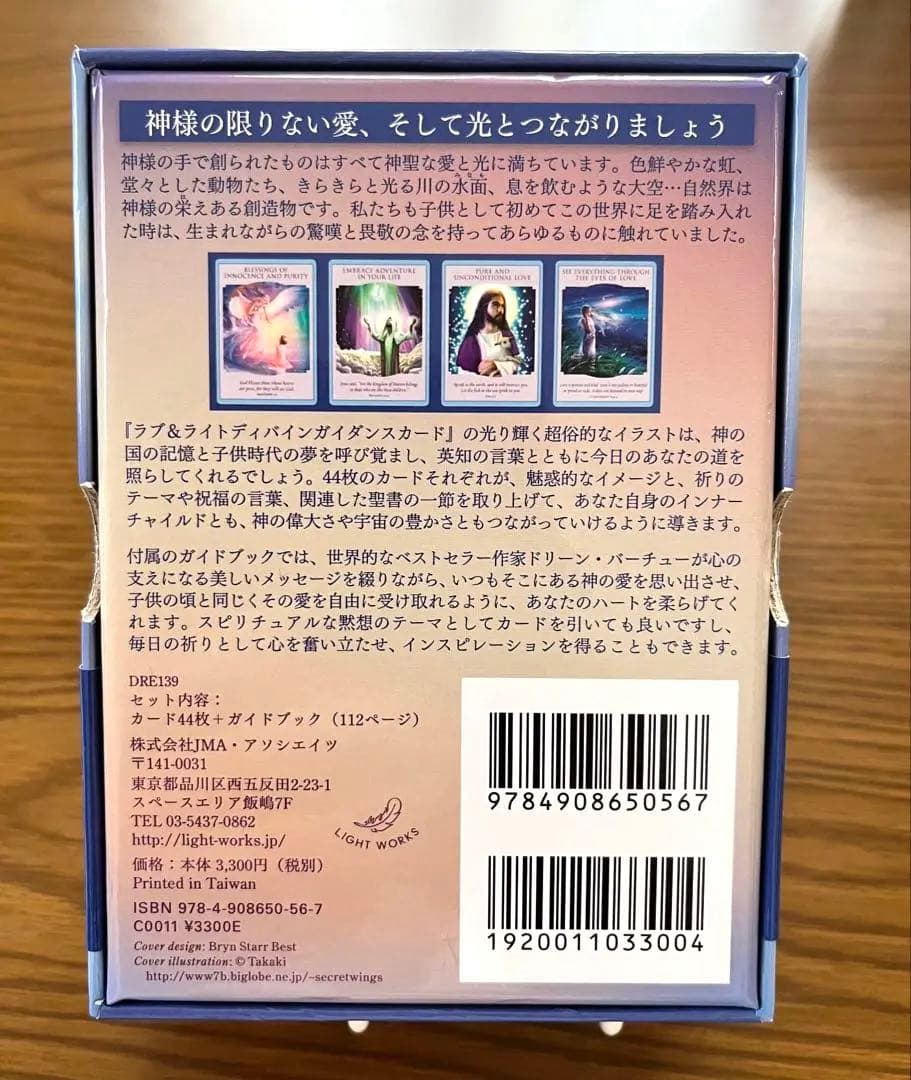 神様の限りない愛、そして光とつながりましょう
神様の手で創られたものはすべて神聖な愛と光に満ちています。色鮮やかな虹、
堂々とした動物たち、きらきらと光る川の水面、息を飲むような大空…自然界は
神様の栄えある創造物です。私たちも子供として初めてこの世界に足を踏み入れ
た時は、生まれながらの驚嘆と畏敬の念を持ってあらゆるものに触れていました。
BLESSINGS OF
INNOCENCE AND PURITY
EMBRACE ADVENTURE
IN YOUR LIFE
PURE AND
UNCONDITIONAL LOVE
SEE EVERYTHING THROUGH
THE EYES OF LOVE
『ラブ&ライトディバインガイダンスカード』の光り輝く超俗的なイラストは、神の
国の記憶と子供時代の夢を呼び覚まし、英知の言葉とともに今日のあなたの道を
照らしてくれるでしょう。44枚のカードそれぞれが、魅惑的なイメージと、祈りの
テーマや祝福の言葉、関連した聖書の一節を取り上げて、あなた自身のインナー
チャイルドとも、神の偉大さや宇宙の豊かさともつながっていけるように導きます。
付属のガイドブックでは、世界的なベストセラー作家ドリーン・バーチューが心の
支えになる美しいメッセージを綴りながら、いつもそこにある神の愛を思い出させ、
子供の頃と同じくその愛を自由に受け取れるように、あなたのハートを柔らげてく
れます。スピリチュアルな黙想のテーマとしてカードを引いても良いですし、
毎日の祈りとして心を奮い立たせ、インスピレーションを得ることもできます。
DRE139
セット内容：
カード44枚＋ガイドブック（112ページ）
株式会社JMA・アソシエイツ
〒141-0031
東京都品川区西五反田2-23-1
スペースエリア飯嶋7F
TEL 03-5437-0862
http://light-works.jp/
LIGHT WORKS
価格：本体 3,300円（税別）
Printed in Taiwan
ISBN 978-4-908650-56-7
C0011 ¥3300E
Cover design: Bryn Starr Best
Cover illustration: © Takaki
http://www7b.biglobe.ne.jp/~secretwings
9784908650567
1920011033004